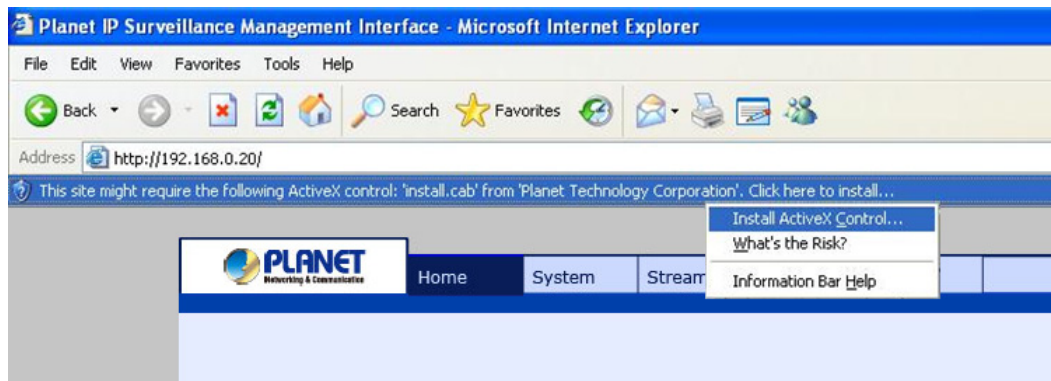 Planet IP Surveillance Management Interface - Microsoft Internet Explorer
File Edit View Favorites Tools Help
Back Search Favorites
Address http://192.168.0.20/
This site might require the following ActiveX control: 'install.cab' from 'Planet Technology Corporation'. Click here to install...
Install ActiveX Control...
What's the Risk?
Information Bar Help
PLANET
Networking & Communication
Home System Stream